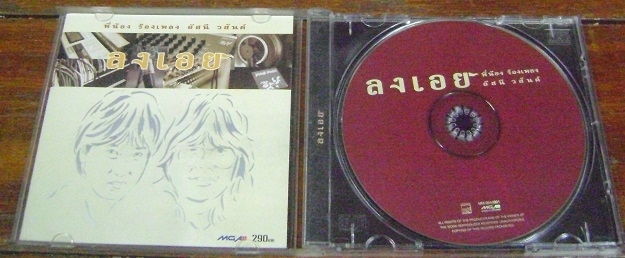 พี่น้อง ร้องเพลง อัสนี วสันต์
ลงเอย
MGA
290
ลงเอย
ลงเอย
พี่น้อง ร้องเพลง
อัสนี วสันต์
MGA